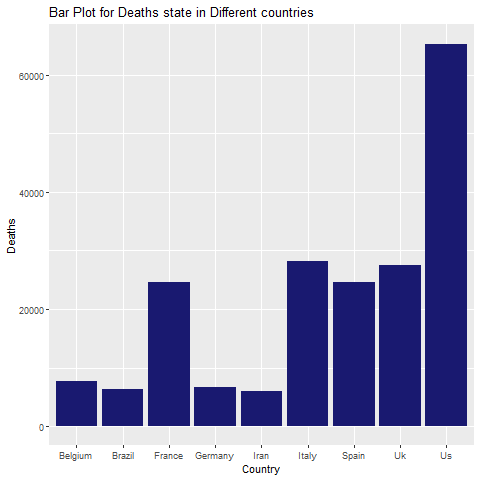 Bar Plot for Deaths state in Different countries
Deaths
60000
40000
20000
0
Belgium Brazil France Germany Iran Italy Spain Uk Us
Country